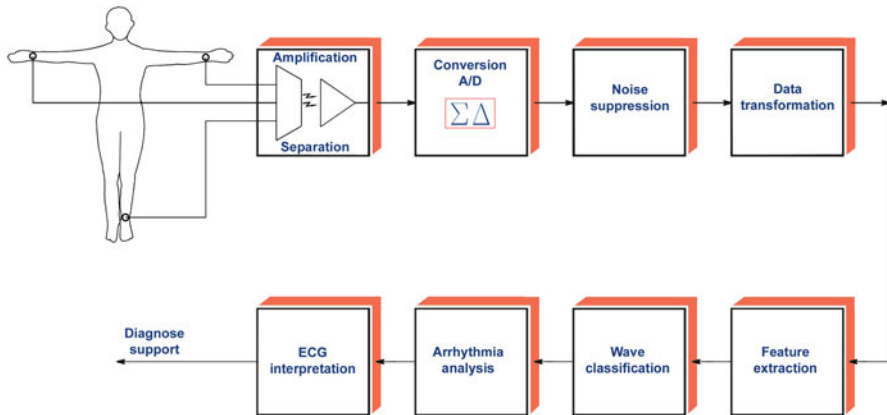 Amplification
Separation
Conversion
A/D
ΣΔ
Noise
suppression
Data
transformation
Feature
extraction
Wave
classification
Arrhythmia
analysis
ECG
interpretation
Diagnose
support